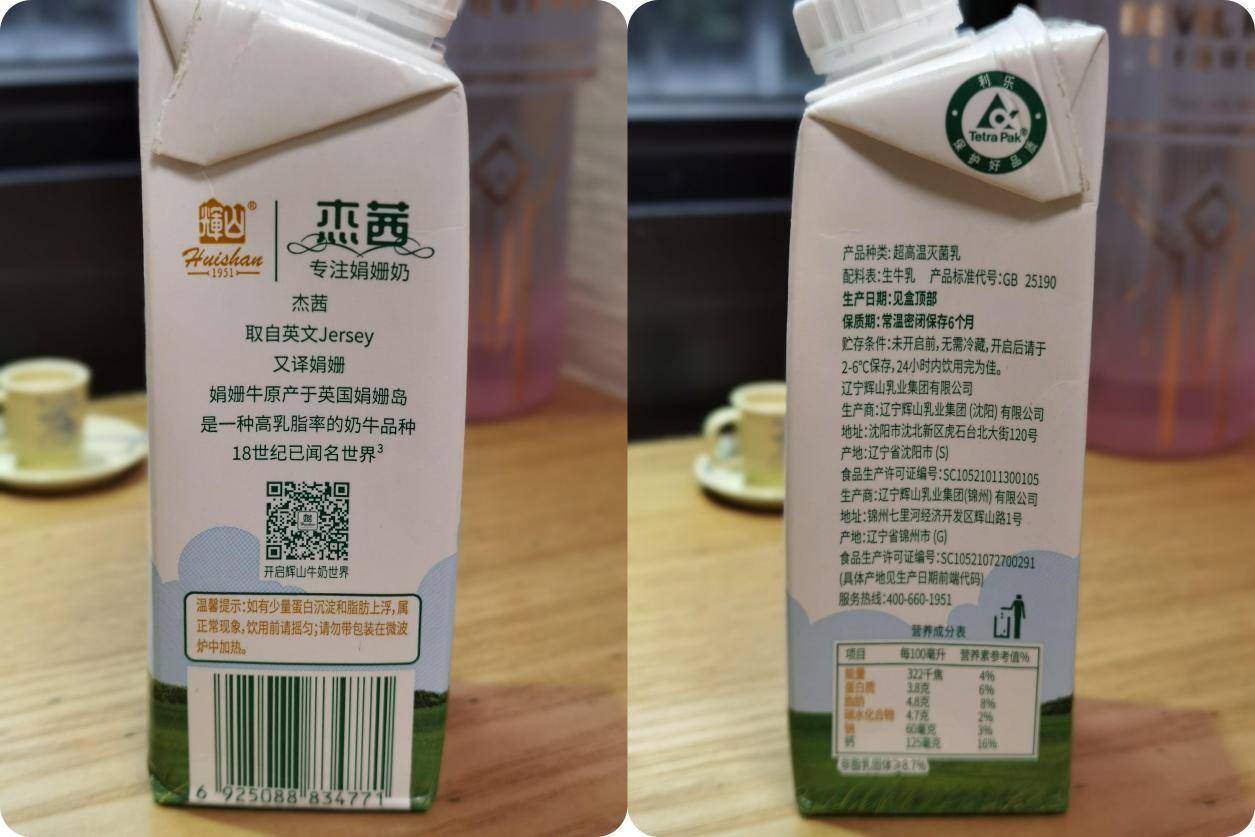 輝山®
Huishan
1951
杰茜
专注娟姗奶
杰茜
取自英文Jersey
又译娟姗
娟姗牛原产于英国娟姗岛
是一种高乳脂率的奶牛品种
18世纪已闻名世界³
开启辉山牛奶世界
温馨提示:如有少量蛋白沉淀和脂肪上浮,属
正常现象,饮用前请摇匀;请勿带包装在微波
炉中加热。
6 925088 834771
利乐
Tetra Pak®
保护好品质
产品种类:超高温灭菌乳
配料表:生牛乳 产品标准代号:GB 25190
生产日期:见盒顶部
保质期:常温密闭保存6个月
贮存条件:未开启前,无需冷藏,开启后请于
2-6℃保存,24小时内饮用完为佳。
辽宁辉山乳业集团有限公司
生产商:辽宁辉山乳业集团(沈阳)有限公司
地址:沈阳市沈北新区虎石台北大街120号
产地:辽宁省沈阳市(S)
食品生产许可证编号:SC10521011300105
生产商:辽宁辉山乳业集团(锦州)有限公司
地址:锦州七里河经济开发区辉山路1号
产地:辽宁省锦州市(G)
食品生产许可证编号:SC10521072700291
(具体产地见生产日期前端代码)
服务热线:400-660-1951
营养成分表
项目 每100毫升 营养素参考值%
能量 322千焦 4%
蛋白质 3.8克 6%
脂肪 4.8克 8%
碳水化合物 4.7克 2%
钠 60毫克 3%
钙 125毫克 16%
非脂乳固体≥8.7%